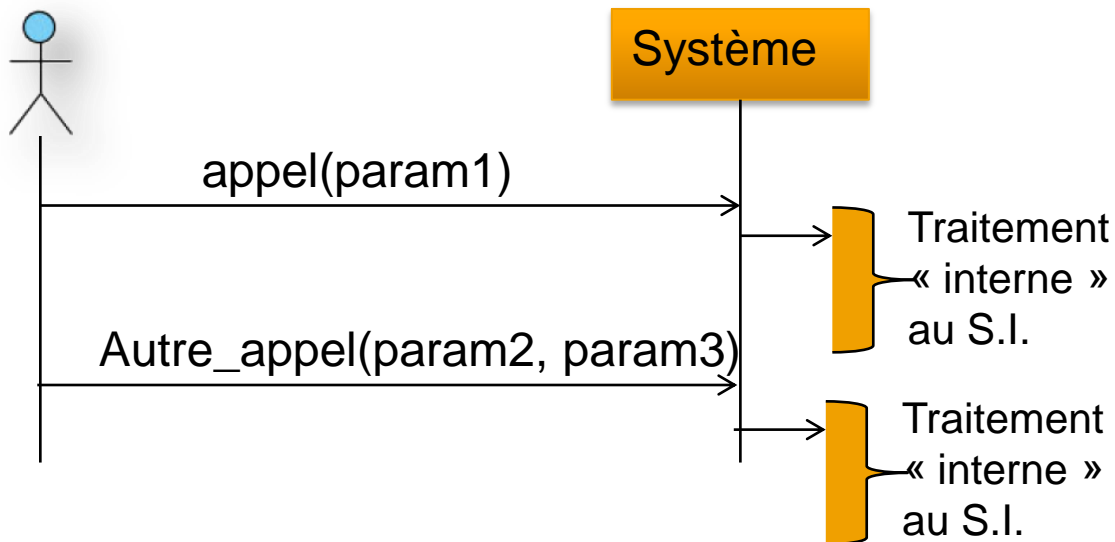 Système
appel(param1)
Traitement
« interne »
au S.I.
Autre_appel(param2, param3)
Traitement
« interne »
au S.I.